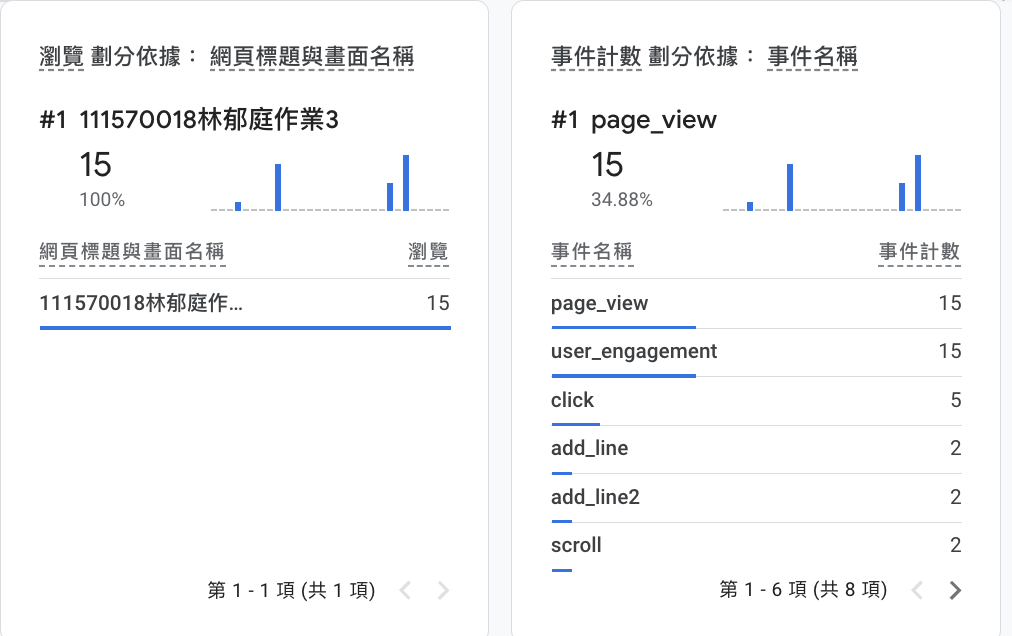 瀏覽 劃分依據： 網頁標題與畫面名稱
#1 111570018林郁庭作業3
15
100%
網頁標題與畫面名稱 瀏覽
111570018林郁庭作... 15
第 1 - 1 項 (共 1 項)
事件計數 劃分依據： 事件名稱
#1 page_view
15
34.88%
事件名稱 事件計數
page_view 15
user_engagement 15
click 5
add_line 2
add_line2 2
scroll 2
第 1 - 6 項 (共 8 項)